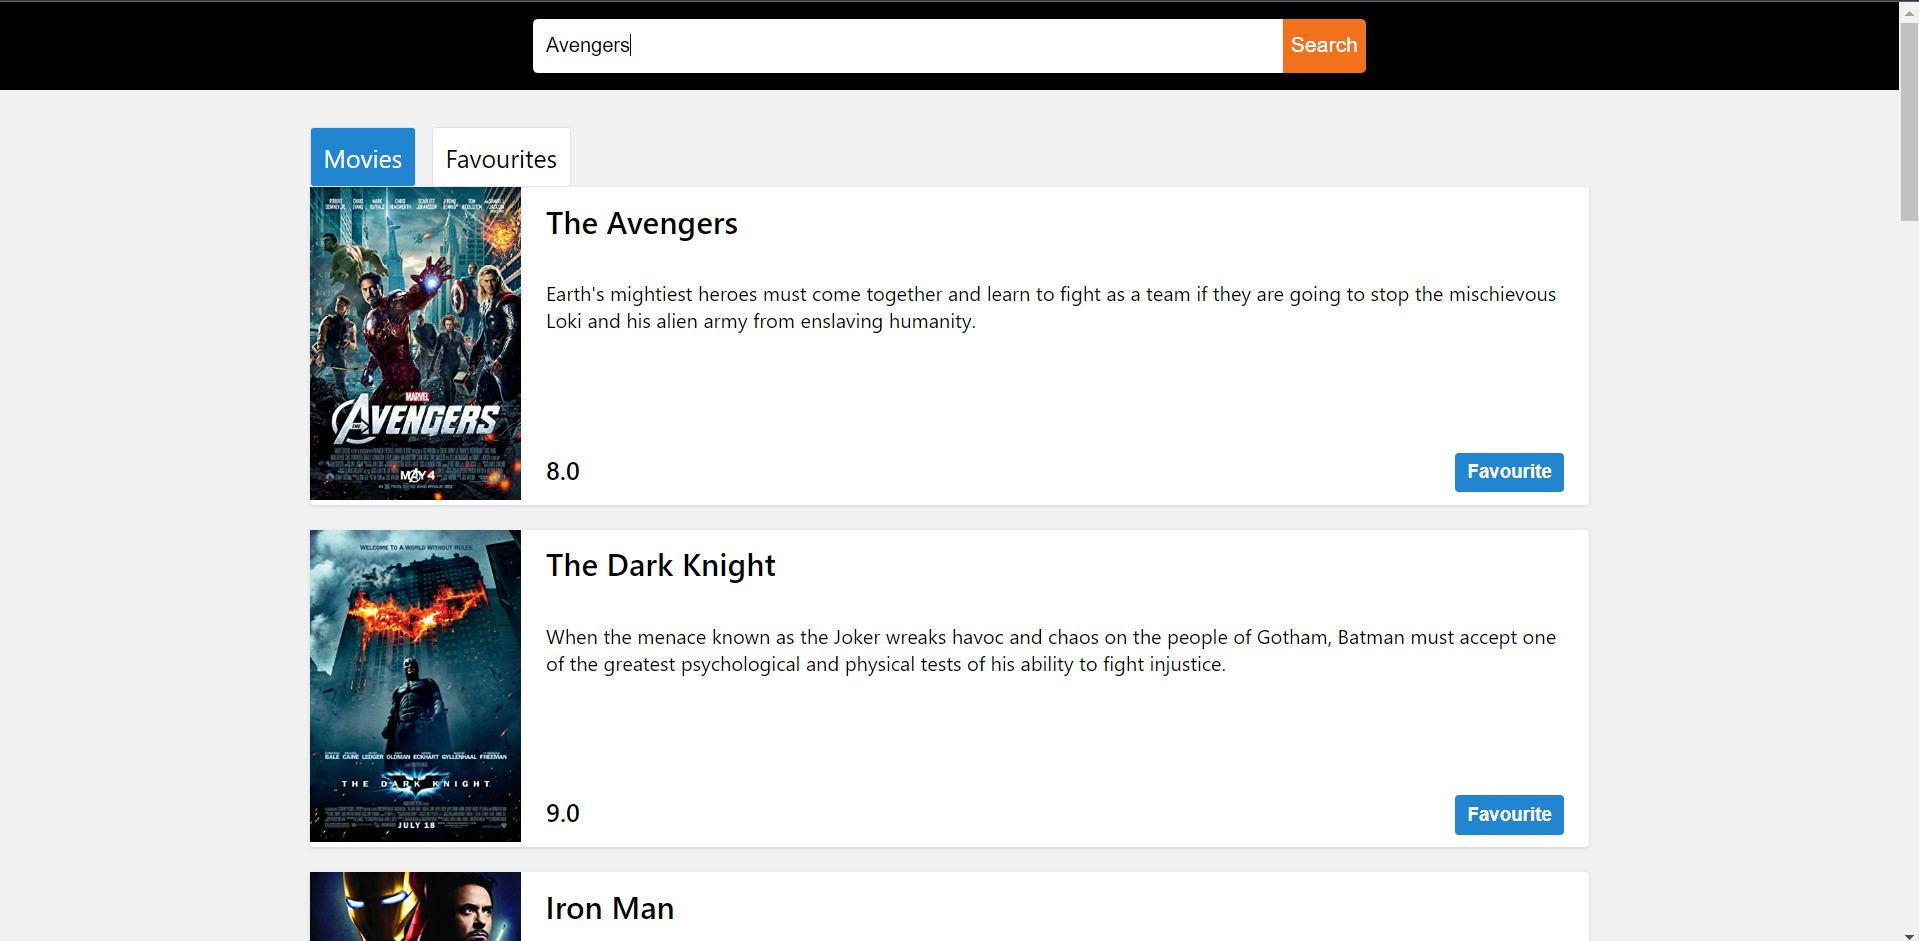 Avengers
Search
Movies
Favourites
The Avengers
Earth's mightiest heroes must come together and learn to fight as a team if they are going to stop the mischievous
Loki and his alien army from enslaving humanity.
8.0
Favourite
MARVEL
THE AVENGERS
MAY 4
The Dark Knight
When the menace known as the Joker wreaks havoc and chaos on the people of Gotham, Batman must accept one
of the greatest psychological and physical tests of his ability to fight injustice.
9.0
Favourite
WELCOME TO A WORLD WITHOUT RULES.
BALE CAINE LEDGER OLDMAN ECKHART GYLLENHAAL FREEMAN
THE DARK KNIGHT
JULY 18
Iron Man